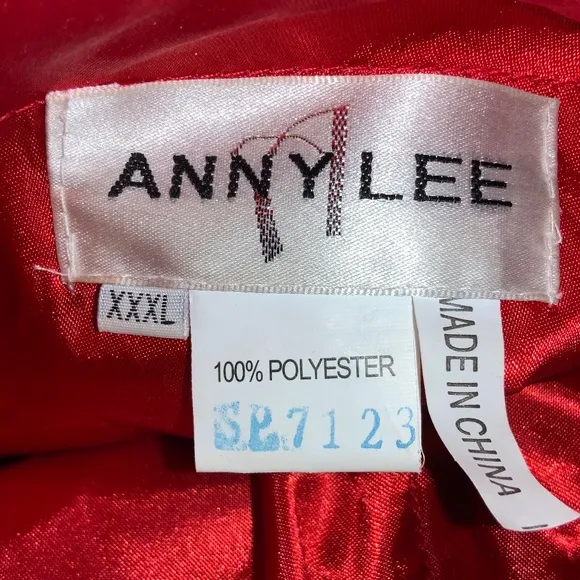 ANNY LEE
XXXL
100% POLYESTER
SP7123
MADE IN CHINA